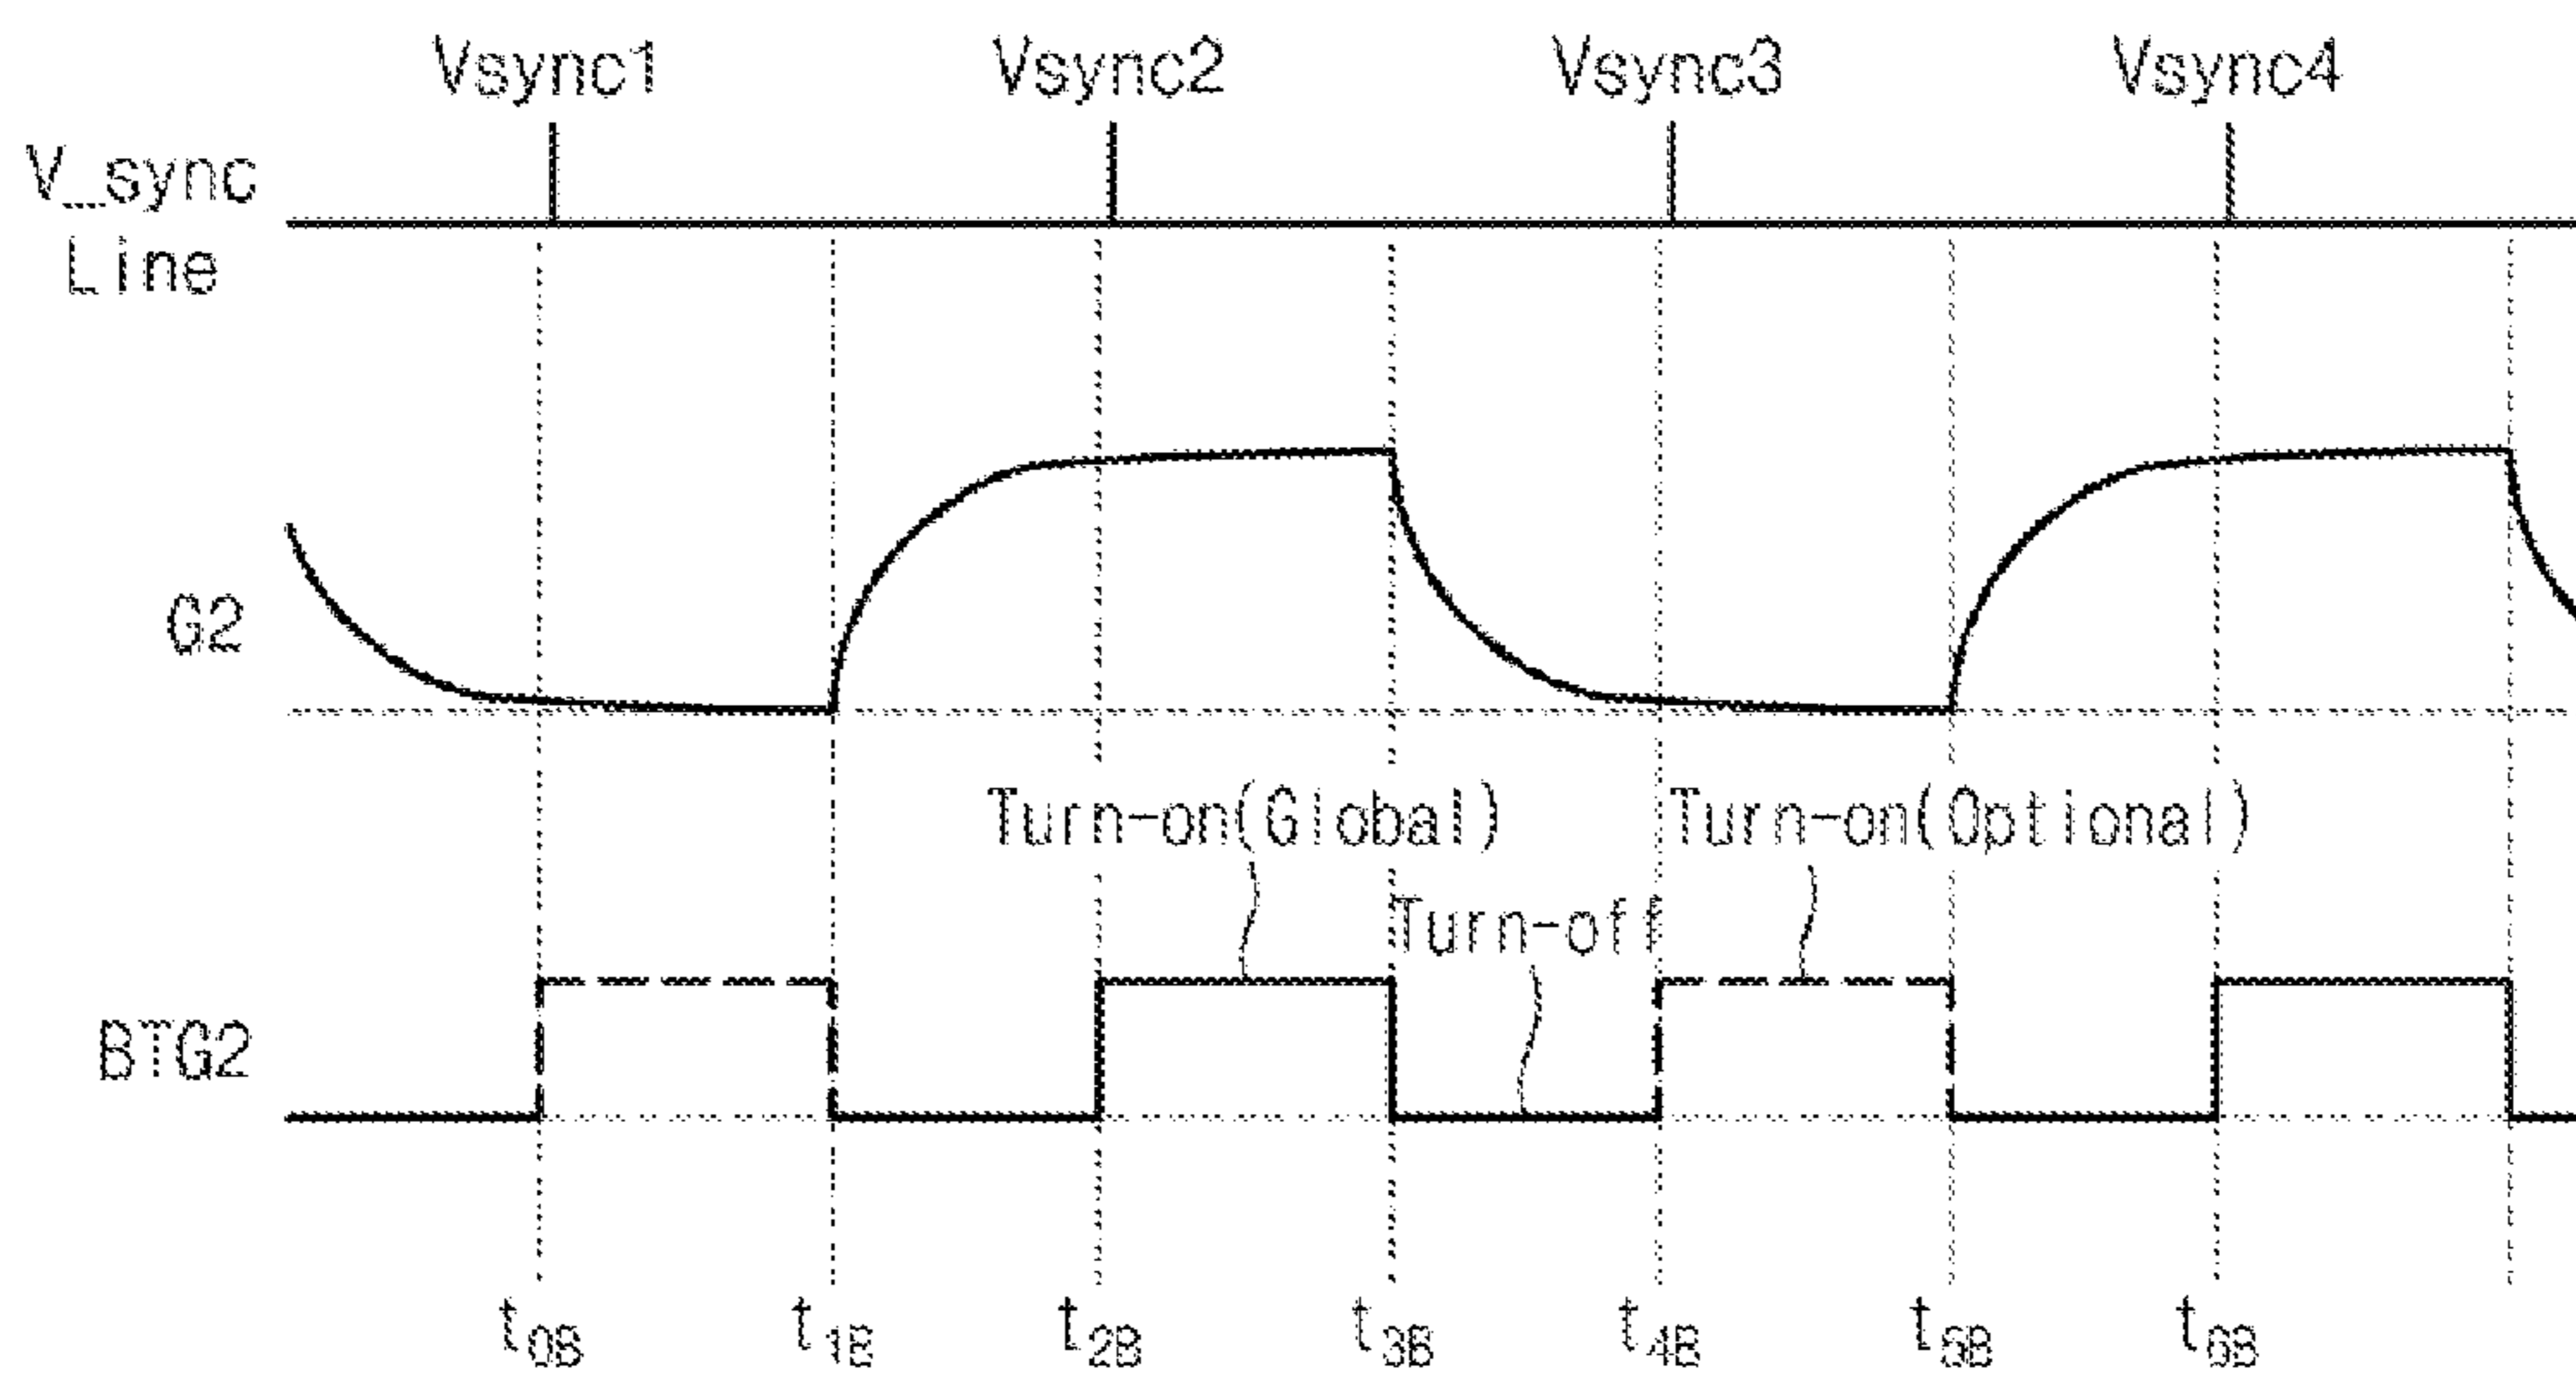 Vsync1 Vsync2 Vsync3 Vsync4
V_sync
Line
G2
Turn-on(Global) Turn-on(Optional)
Turn-off
BTG2
t0B t1B t2B t3B t4B t5B t6B